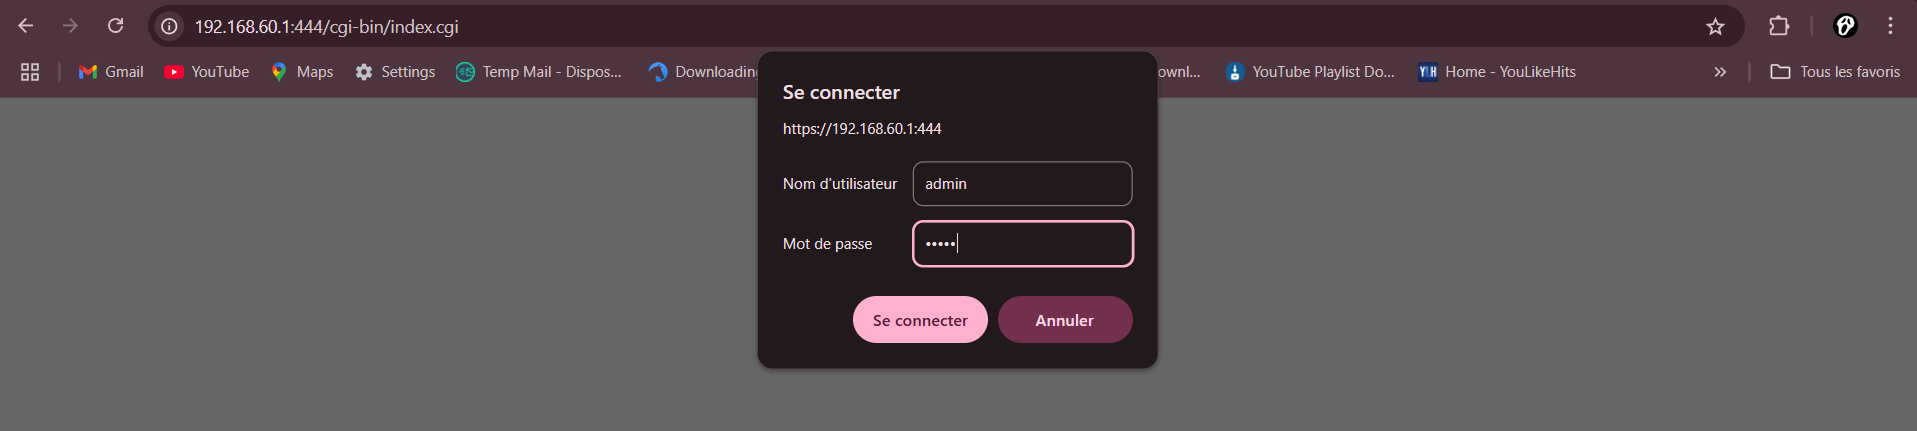 192.168.60.1:444/cgi-bin/index.cgi
Gmail YouTube Maps Settings Temp Mail - Dispos... Downloading ownl... YouTube Playlist Do... YLH Home - YouLikeHits » Tous les favoris
Se connecter
https://192.168.60.1:444
Nom d'utilisateur admin
Mot de passe •••••
Se connecter Annuler